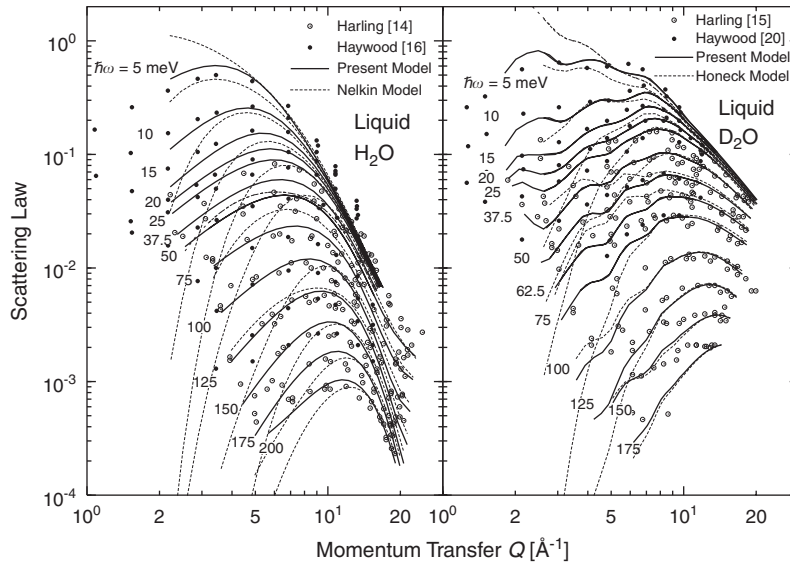 Harling [14]
Haywood [16]
Present Model
Nelkin Model
Liquid
H₂O
ħω = 5 meV
10
15
20
25
37.5
50
75
100
125
150
175
200
Harling [15]
Haywood [20]
Present Model
Honeck Model
Liquid
D₂O
ħω = 5 meV
10
15
20
25
37.5
50
62.5
75
100
125
150
175
Scattering Law
10⁰
10⁻¹
10⁻²
10⁻³
10⁻⁴
10⁰ 2 5 10¹ 20 10⁰ 2 5 10¹ 20
Momentum Transfer Q [Å⁻¹]